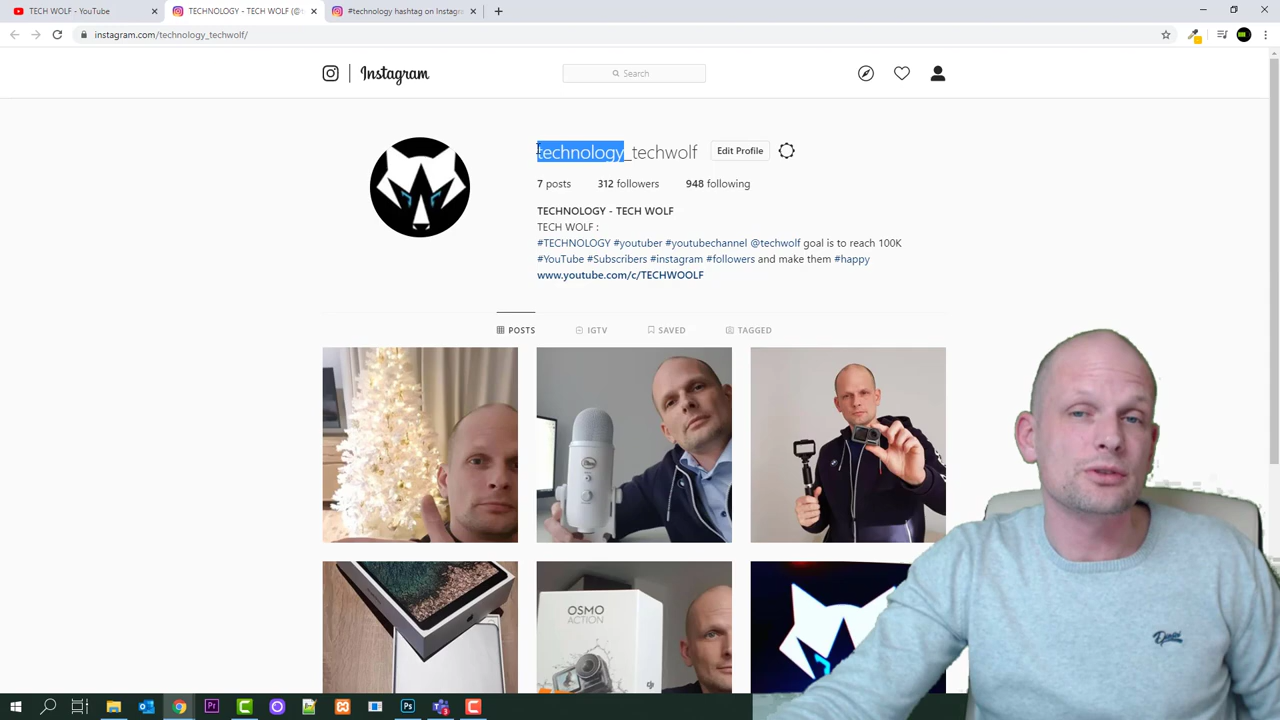 TECH WOLF - YouTube
TECHNOLOGY - TECH WOLF (@t
#technology hashtag on Instagr
instagram.com/technology_techwolf/
Instagram
Search
technology_techwolf
Edit Profile
7 posts
312 followers
948 following
TECHNOLOGY - TECH WOLF
TECH WOLF :
#TECHNOLOGY #youtuber #youtubechannel @techwolf goal is to reach 100K
#YouTube #Subscribers #instagram #followers and make them #happy
www.youtube.com/c/TECHWOOLF
POSTS
IGTV
SAVED
TAGGED
OSMO
ACTION